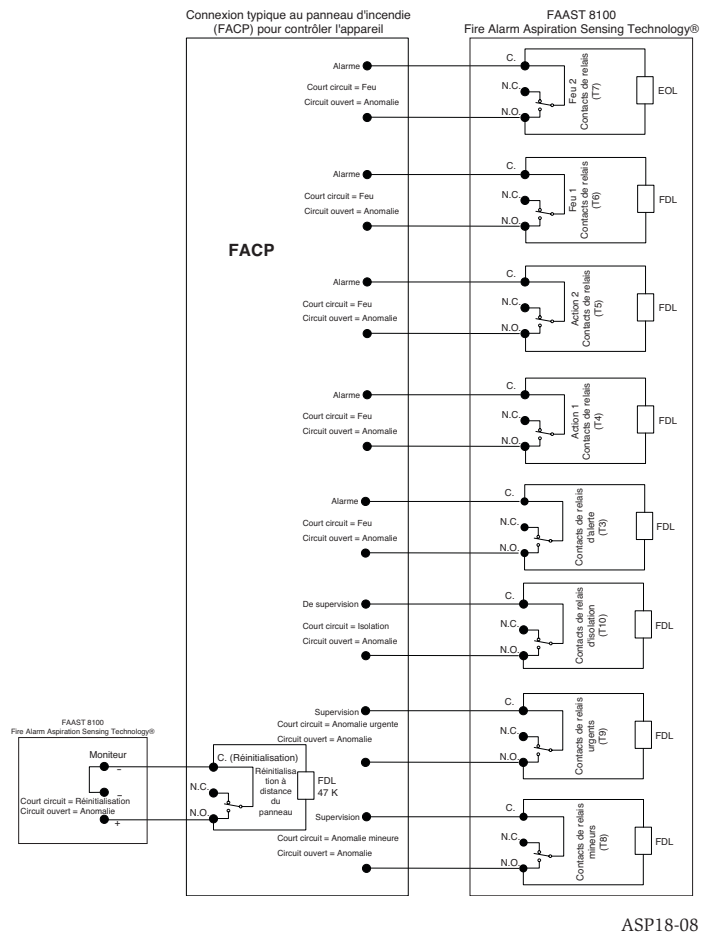 Connexion typique au panneau d'incendie
(FACP) pour contrôler l'appareil
FAAST 8100
Fire Alarm Aspiration Sensing Technology®
FACP
Alarme
Court circuit = Feu
Circuit ouvert = Anomalie
C.
N.C.
N.O.
Feu 2
Contacts de relais
(T7)
EOL
Alarme
Court circuit = Feu
Circuit ouvert = Anomalie
C.
N.C.
N.O.
Feu 1
Contacts de relais
(T6)
FDL
Alarme
Court circuit = Feu
Circuit ouvert = Anomalie
C.
N.C.
N.O.
Action 2
Contacts de relais
(T5)
FDL
Alarme
Court circuit = Feu
Circuit ouvert = Anomalie
C.
N.C.
N.O.
Action 1
Contacts de relais
(T4)
FDL
Alarme
Court circuit = Feu
Circuit ouvert = Anomalie
C.
N.C.
N.O.
Contacts de relais
d'alerte
(T3)
FDL
De supervision
Court circuit = Isolation
Circuit ouvert = Anomalie
C.
N.C.
N.O.
Contacts de relais
d'isolation
(T10)
FDL
Supervision
Court circuit = Anomalie urgente
Circuit ouvert = Anomalie
C.
N.C.
N.O.
Contacts de relais
urgents
(T9)
FDL
Supervision
Court circuit = Anomalie mineure
Circuit ouvert = Anomalie
C.
N.C.
N.O.
Contacts de relais
mineurs
(T8)
FDL
FAAST 8100
Fire Alarm Aspiration Sensing Technology®
Moniteur
–
–
+
Court circuit = Réinitialisation
Circuit ouvert = Anomalie
C. (Réinitialisation)
N.C.
N.O.
Réinitialisa
tion à
distance
du
panneau
FDL
47 K
ASP18-08